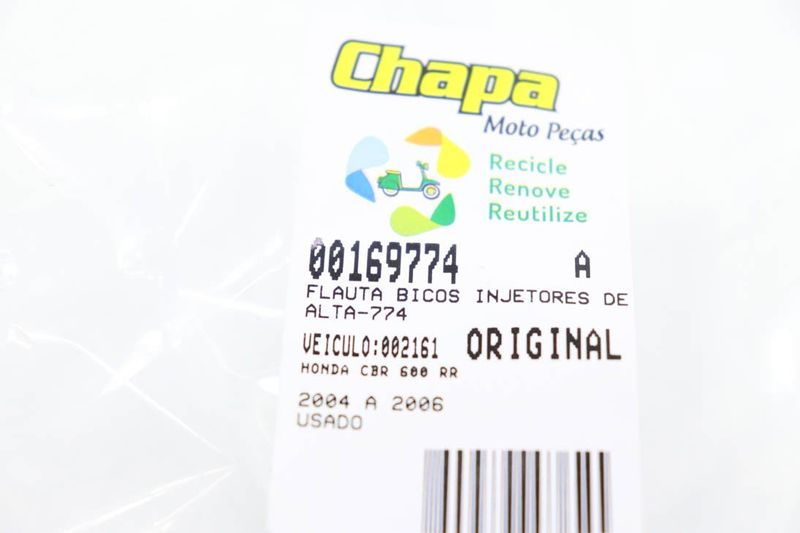 Chapa
Moto Peças
Recicle
Renove
Reutilize
00169774 A
FLAUTA BICOS INJETORES DE
ALTA-774
VEICULO:002161 ORIGINAL
HONDA CBR 600 RR
2004 A 2006
USADO